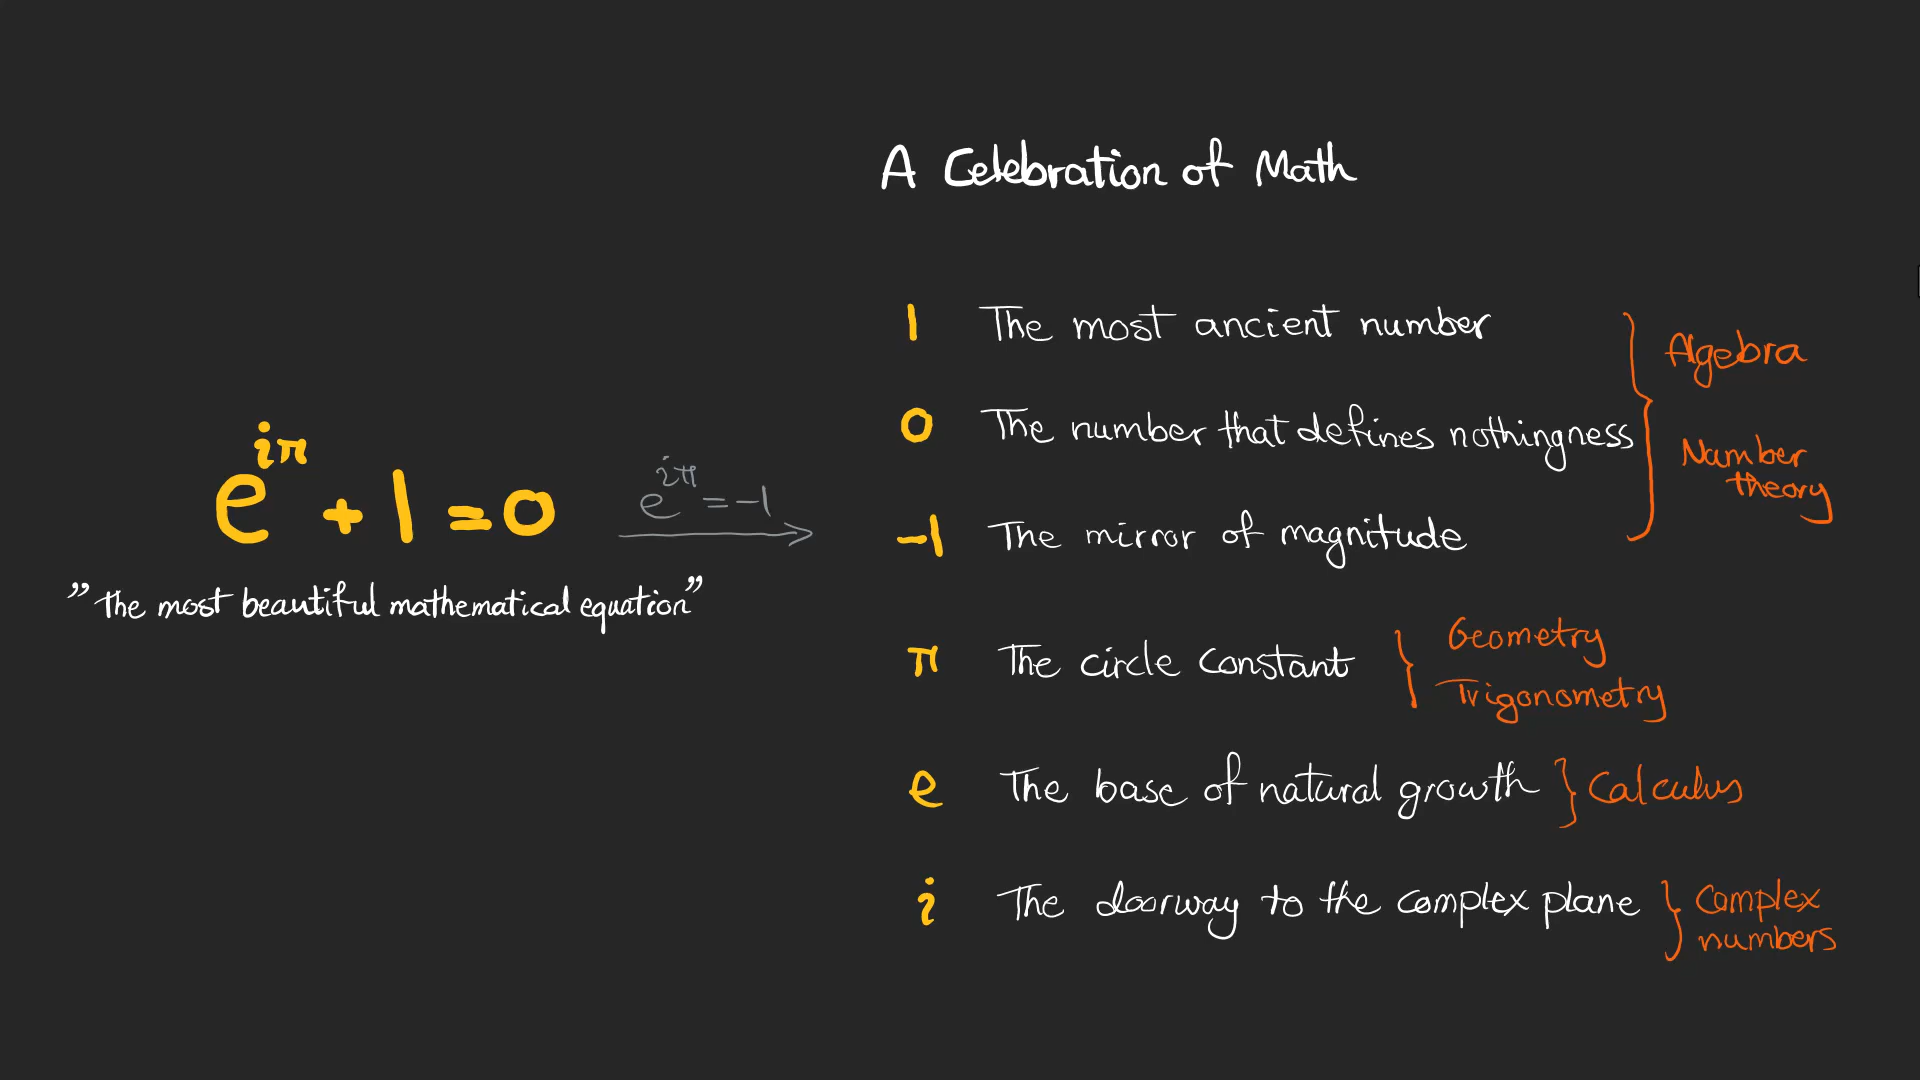 A Celebration of Math
e^{iπ} + 1 = 0
"The most beautiful mathematical equation"
e^{iπ} = -1
1 The most ancient number
0 The number that defines nothingness
-1 The mirror of magnitude
Algebra
Number
theory
π The circle constant
Geometry
Trigonometry
e The base of natural growth
Calculus
i The doorway to the complex plane
Complex
numbers